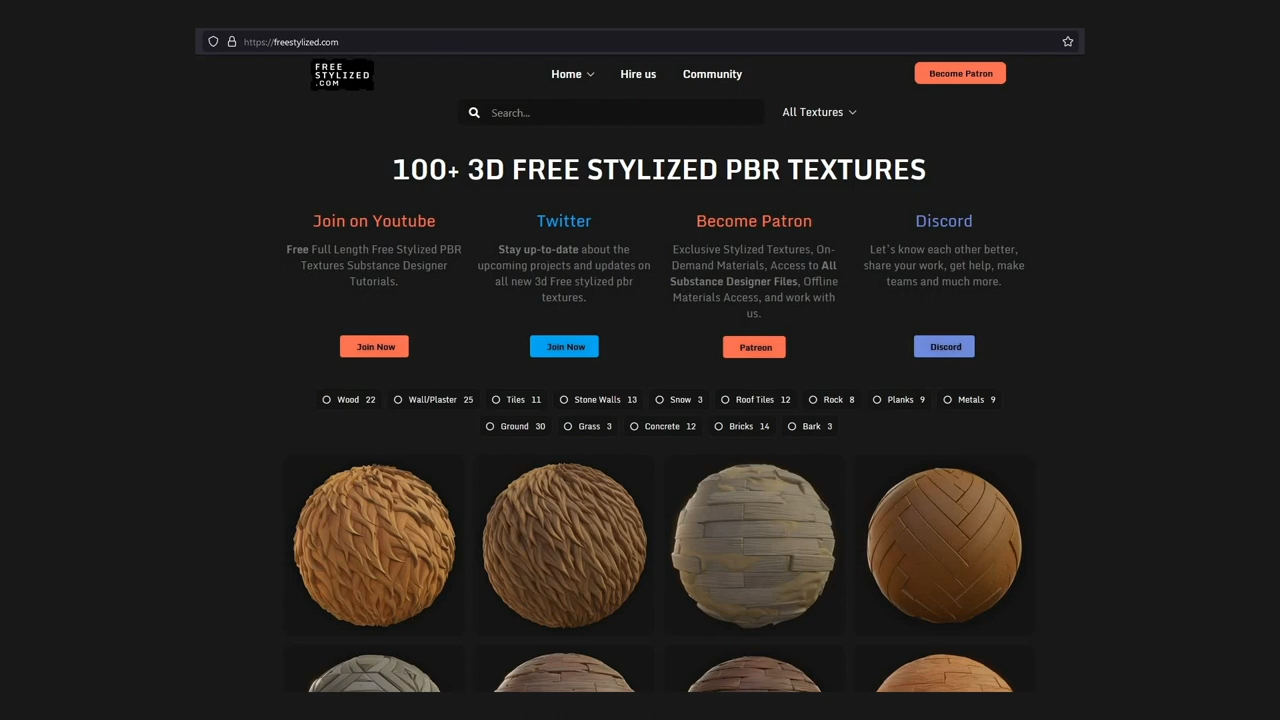 https://freestylized.com
FREE
STYLIZED
.COM
Home
Hire us
Community
Become Patron
Search...
All Textures
100+ 3D FREE STYLIZED PBR TEXTURES
Join on Youtube
Free Full Length Free Stylized PBR
Textures Substance Designer
Tutorials.
Join Now
Twitter
Stay up-to-date about the
upcoming projects and updates on
all new 3d Free stylized pbr
textures.
Join Now
Become Patron
Exclusive Stylized Textures, On-
Demand Materials, Access to All
Substance Designer Files, Offline
Materials Access, and work with
us.
Patreon
Discord
Let's know each other better,
share your work, get help, make
teams and much more.
Discord
Wood 22
Wall/Plaster 25
Tiles 11
Stone Walls 13
Snow 3
Roof Tiles 12
Rock 8
Planks 9
Metals 9
Ground 30
Grass 3
Concrete 12
Bricks 14
Bark 3